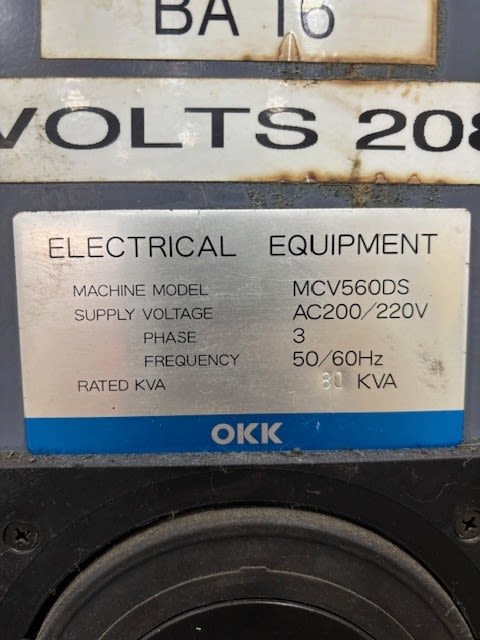 BA 16
VOLTS 208
ELECTRICAL EQUIPMENT
MACHINE MODEL MCV560DS
SUPPLY VOLTAGE AC200/220V
PHASE 3
FREQUENCY 50/60Hz
RATED KVA KVA
OKK